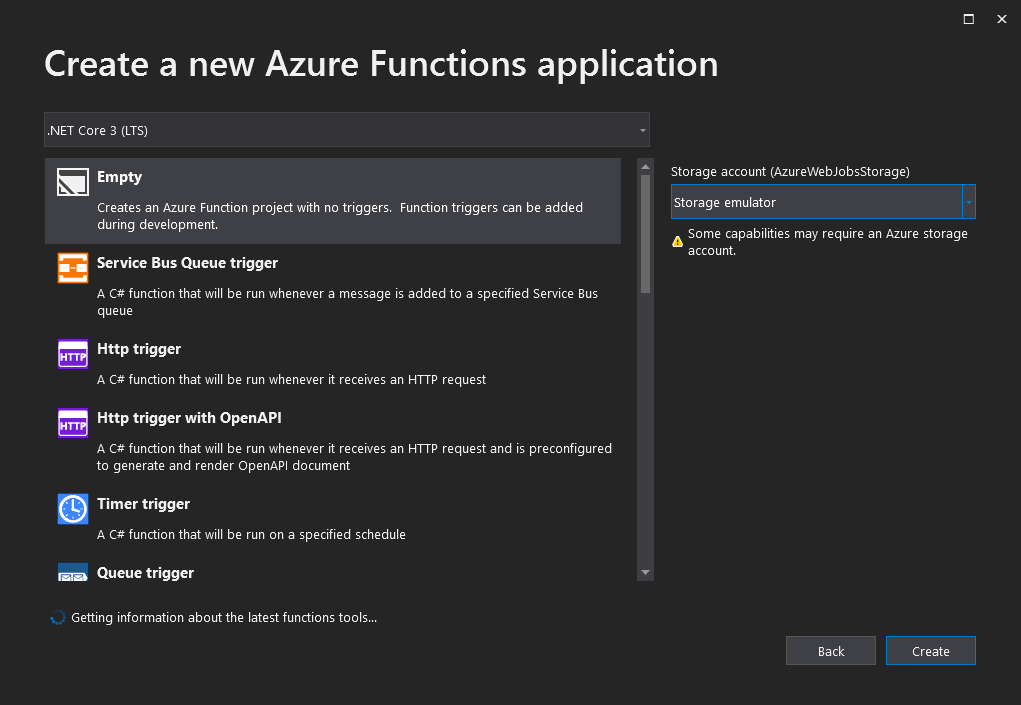 Create a new Azure Functions application
.NET Core 3 (LTS)
Empty
Creates an Azure Function project with no triggers.  Function triggers can be added
during development.
Service Bus Queue trigger
A C# function that will be run whenever a message is added to a specified Service Bus
queue
HTTP
Http trigger
A C# function that will be run whenever it receives an HTTP request
HTTP
Http trigger with OpenAPI
A C# function that will be run whenever it receives an HTTP request and is preconfigured
to generate and render OpenAPI document
Timer trigger
A C# function that will be run on a specified schedule
Queue trigger
Storage account (AzureWebJobsStorage)
Storage emulator
Some capabilities may require an Azure storage
account.
Getting information about the latest functions tools...
Back
Create